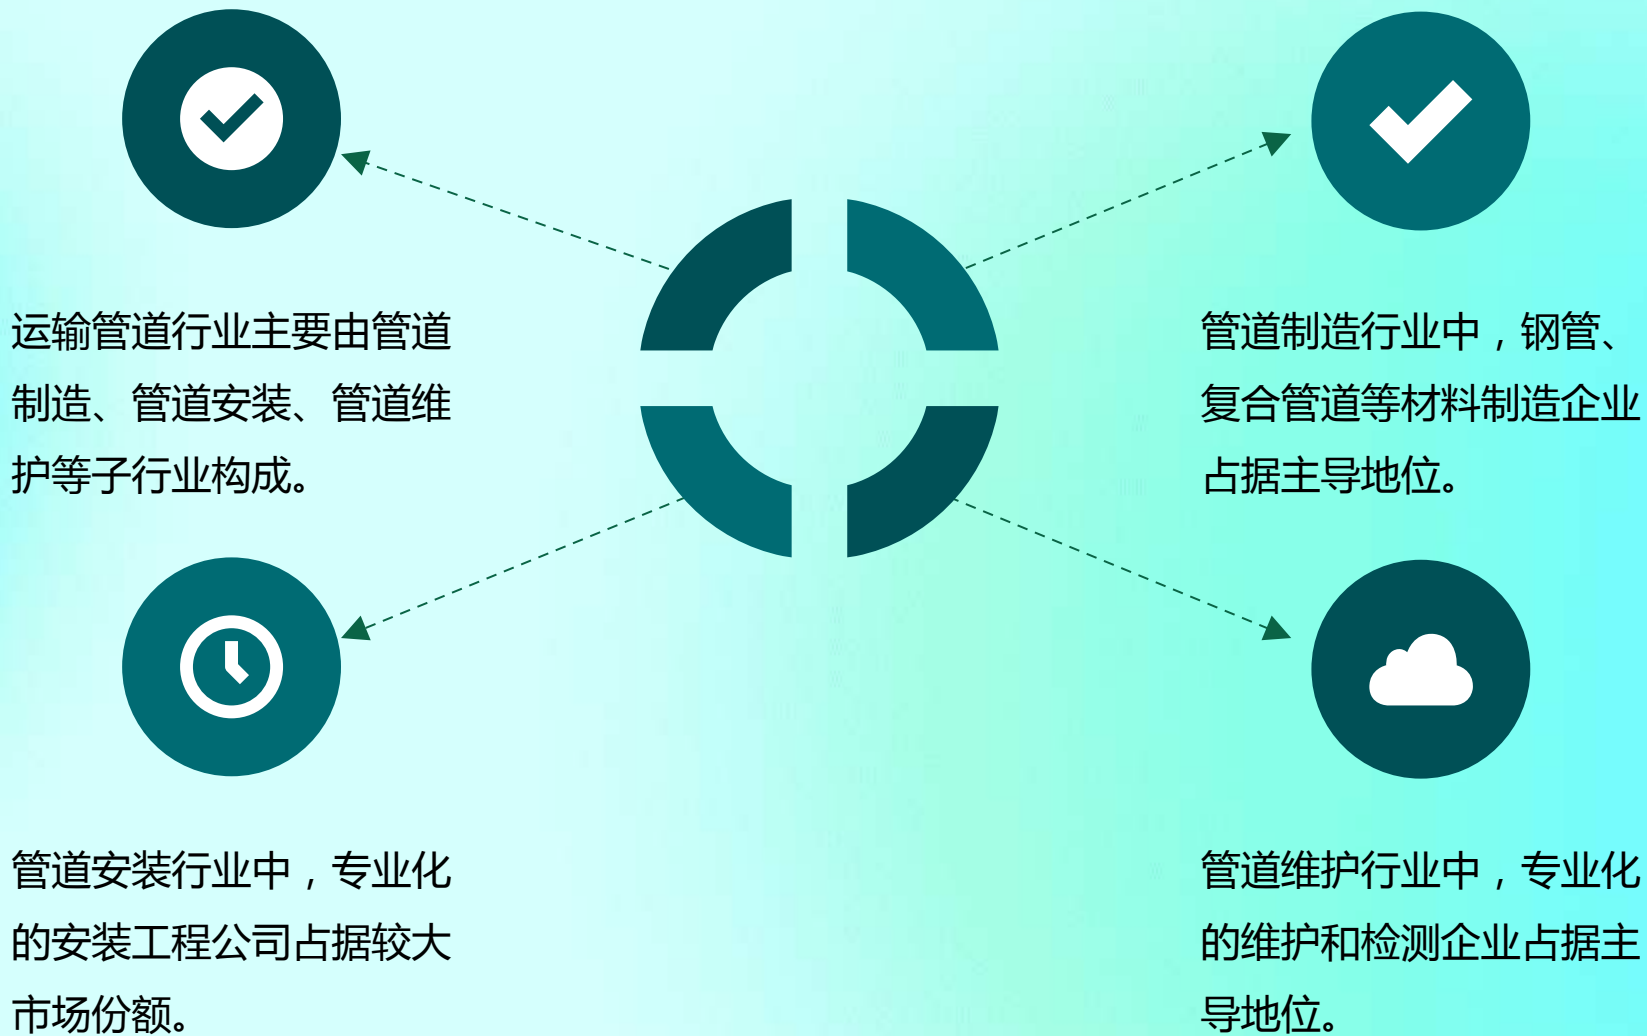 运输管道行业主要由管道
制造、管道安装、管道维
护等子行业构成。
管道制造行业中，钢管、
复合管道等材料制造企业
占据主导地位。
管道安装行业中，专业化
的安装工程公司占据较大
市场份额。
管道维护行业中，专业化
的维护和检测企业占据主
导地位。